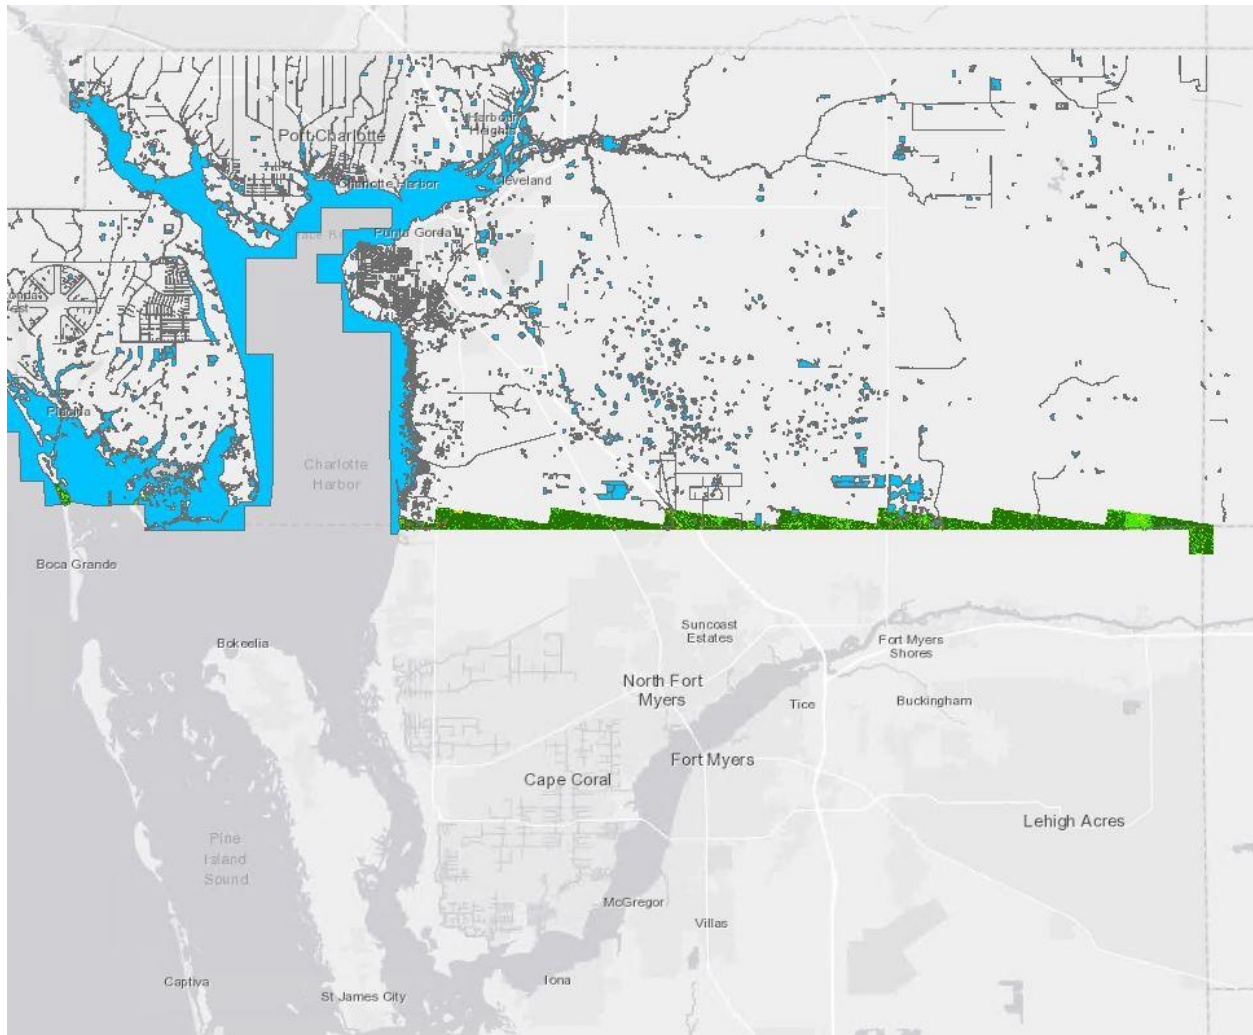 Port Charlotte
Harbour
Heights
Charlotte Harbor
Cleveland
Punta Gorda
Placida
Charlotte
Harbor
Boca Grande
Bokeelia
Suncoast
Estates
Fort Myers
Shores
North Fort
Myers
Tice
Buckingham
Fort Myers
Cape Coral
Lehigh Acres
Pine
Island
Sound
McGregor
Villas
Captiva
Iona
St James City